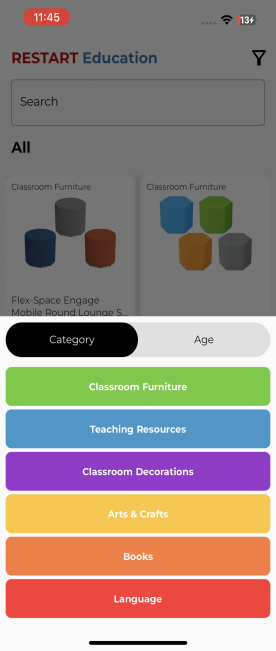 11:45
13
RESTART Education
Search
All
Classroom Furniture
Classroom Furniture
Flex-Space Engage
Mobile Round Lounge S...
Category
Age
Classroom Furniture
Teaching Resources
Classroom Decorations
Arts & Crafts
Books
Language